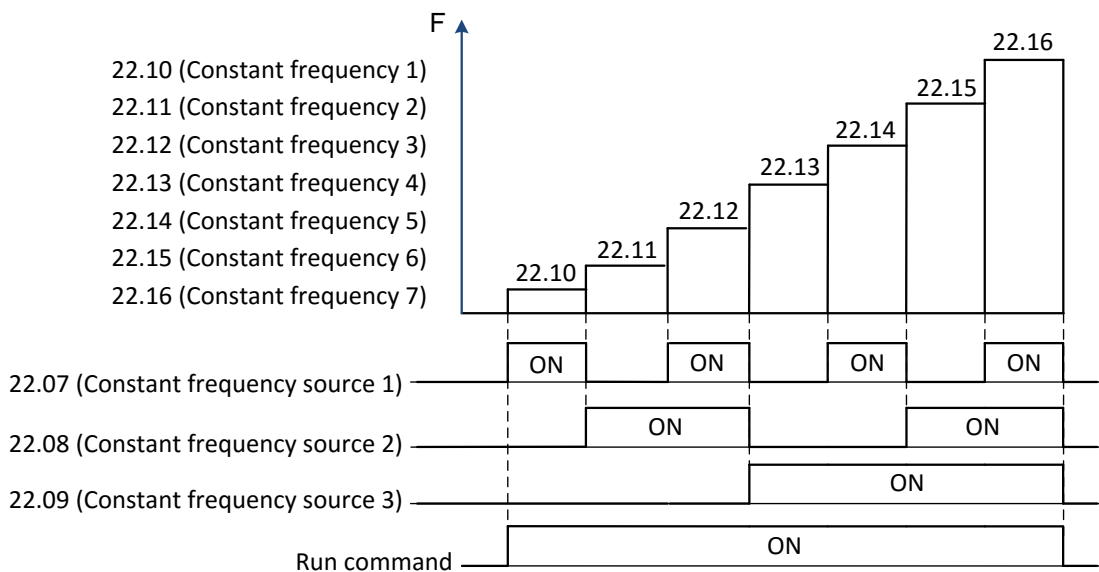 F
22.10 (Constant frequency 1)
22.11 (Constant frequency 2)
22.12 (Constant frequency 3)
22.13 (Constant frequency 4)
22.14 (Constant frequency 5)
22.15 (Constant frequency 6)
22.16 (Constant frequency 7)
22.10
22.11
22.12
22.13
22.14
22.15
22.16
22.07 (Constant frequency source 1)
ON
ON
ON
ON
22.08 (Constant frequency source 2)
ON
ON
22.09 (Constant frequency source 3)
ON
Run command
ON